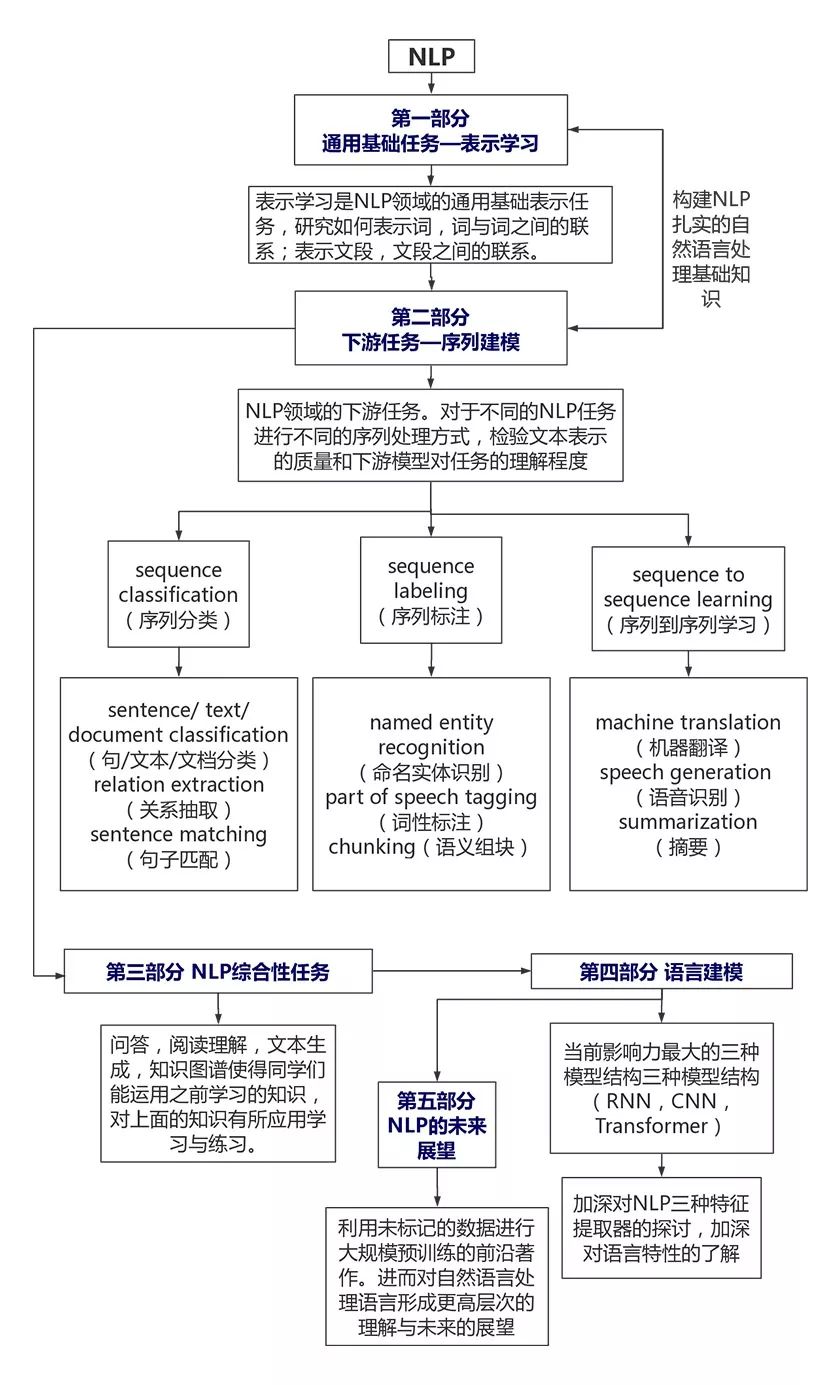 NLP
第一部分
通用基础任务—表示学习
构建NLP
扎实的自
然语言处
理基础知
识
表示学习是NLP领域的通用基础表示任
务，研究如何表示词，词与词之间的联
系；表示文段，文段之间的联系。
第二部分
下游任务—序列建模
NLP领域的下游任务。对于不同的NLP任务
进行不同的序列处理方式，检验文本表示
的质量和下游模型对任务的理解程度
sequence
classification
（序列分类）
sequence
labeling
（序列标注）
sequence to
sequence learning
（序列到序列学习）
sentence/ text/
document classification
（句/文本/文档分类）
relation extraction
（关系抽取）
sentence matching
（句子匹配）
named entity
recognition
（命名实体识别）
part of speech tagging
（词性标注）
chunking（语义组块）
machine translation
（机器翻译）
speech generation
（语音识别）
summarization
（摘要）
第三部分 NLP综合性任务
第四部分 语言建模
问答，阅读理解，文本生
成，知识图谱使得同学们
能运用之前学习的知识，
对上面的知识有所应用学
习与练习。
第五部分
NLP的未来
展望
当前影响力最大的三种
模型结构三种模型结构
（RNN，CNN，
Transformer）
利用未标记的数据进行
大规模预训练的前沿著
作。进而对自然语言处
理语言形成更高层次的
理解与未来的展望
加深对NLP三种特征
提取器的探讨，加深
对语言特性的了解